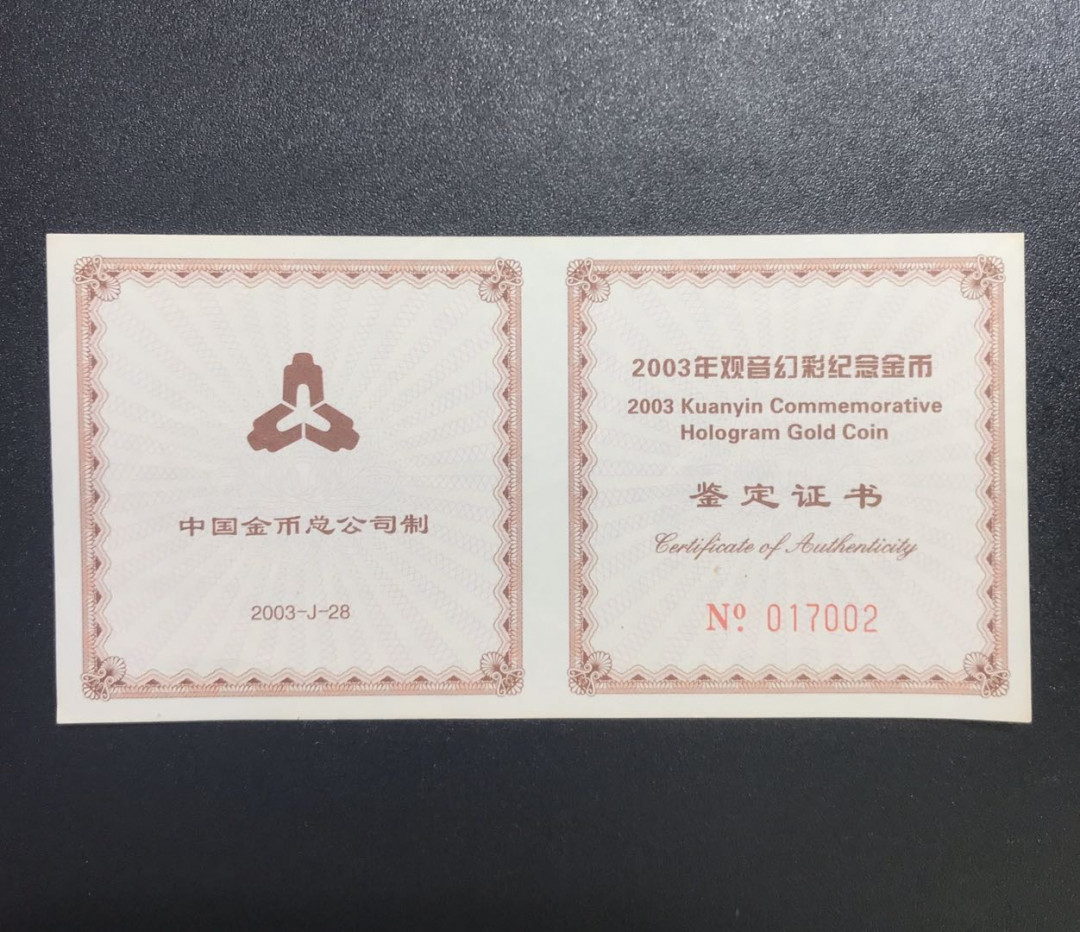 中国金币总公司制
2003-J-28
2003年观音幻彩纪念金币
2003 Kuanyin Commemorative
Hologram Gold Coin
鉴定证书
Certificate of Authenticity
Nº 017002